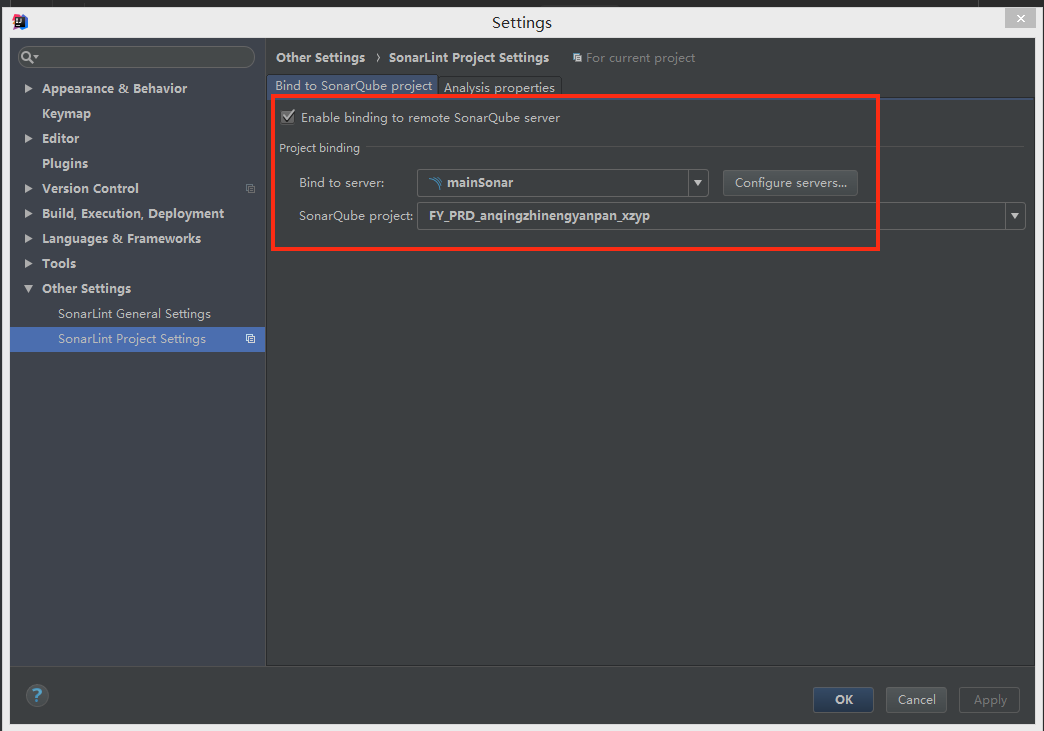 Settings
Other Settings › SonarLint Project Settings For current project
Bind to SonarQube project Analysis properties
Appearance & Behavior
Keymap
Editor
Plugins
Version Control
Build, Execution, Deployment
Languages & Frameworks
Tools
Other Settings
SonarLint General Settings
SonarLint Project Settings
Enable binding to remote SonarQube server
Project binding
Bind to server: mainSonar Configure servers...
SonarQube project: FY_PRD_anqingzhinengyanpan_xzyp
? OK Cancel Apply